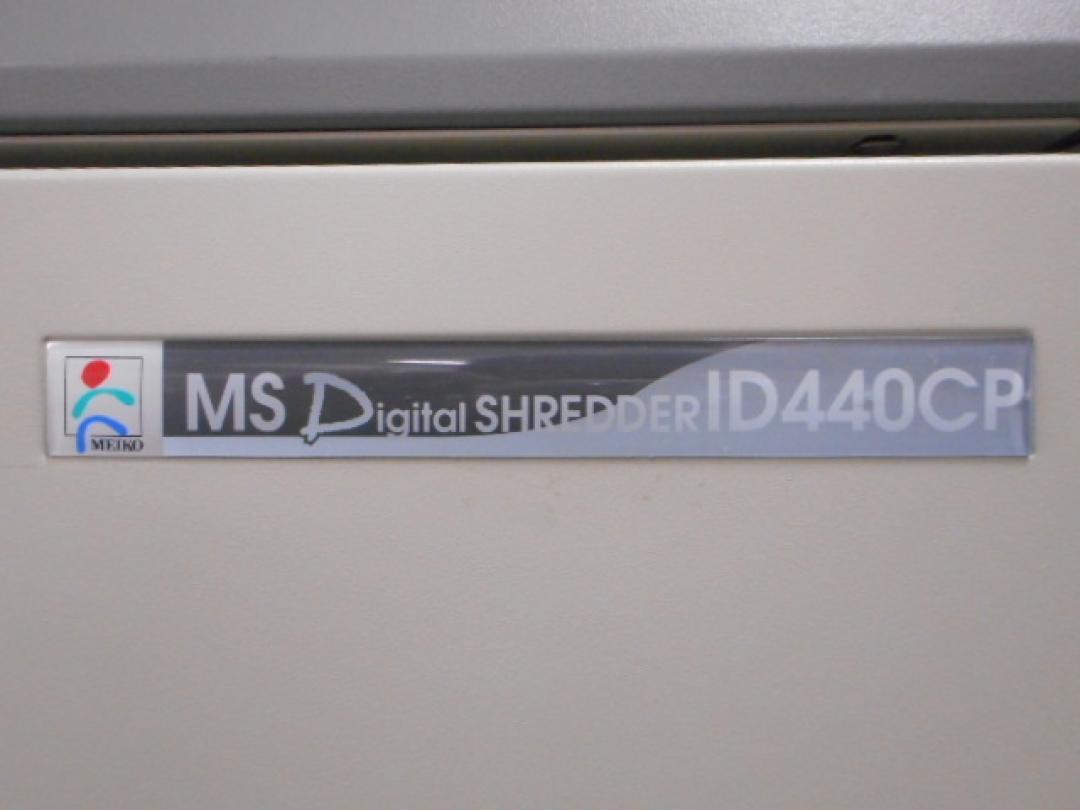 MEIKO
MS Digital SHREDDER ID440CP